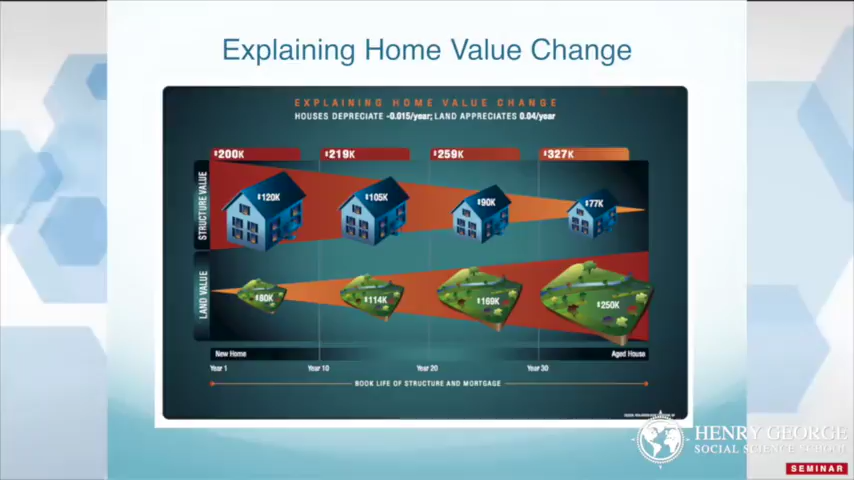 Explaining Home Value Change
EXPLAINING HOME VALUE CHANGE
HOUSES DEPRECIATE -0.015/year; LAND APPRECIATES 0.04/year
$200K $219K $259K $327K
STRUCTURE VALUE
$120K $105K $90K $77K
LAND VALUE
$80K $114K $169K $250K
New Home Aged House
Year 1 Year 10 Year 20 Year 30
BOOK LIFE OF STRUCTURE AND MORTGAGE
HENRY GEORGE
SOCIAL SCIENCE SCHOOL
SEMINAR